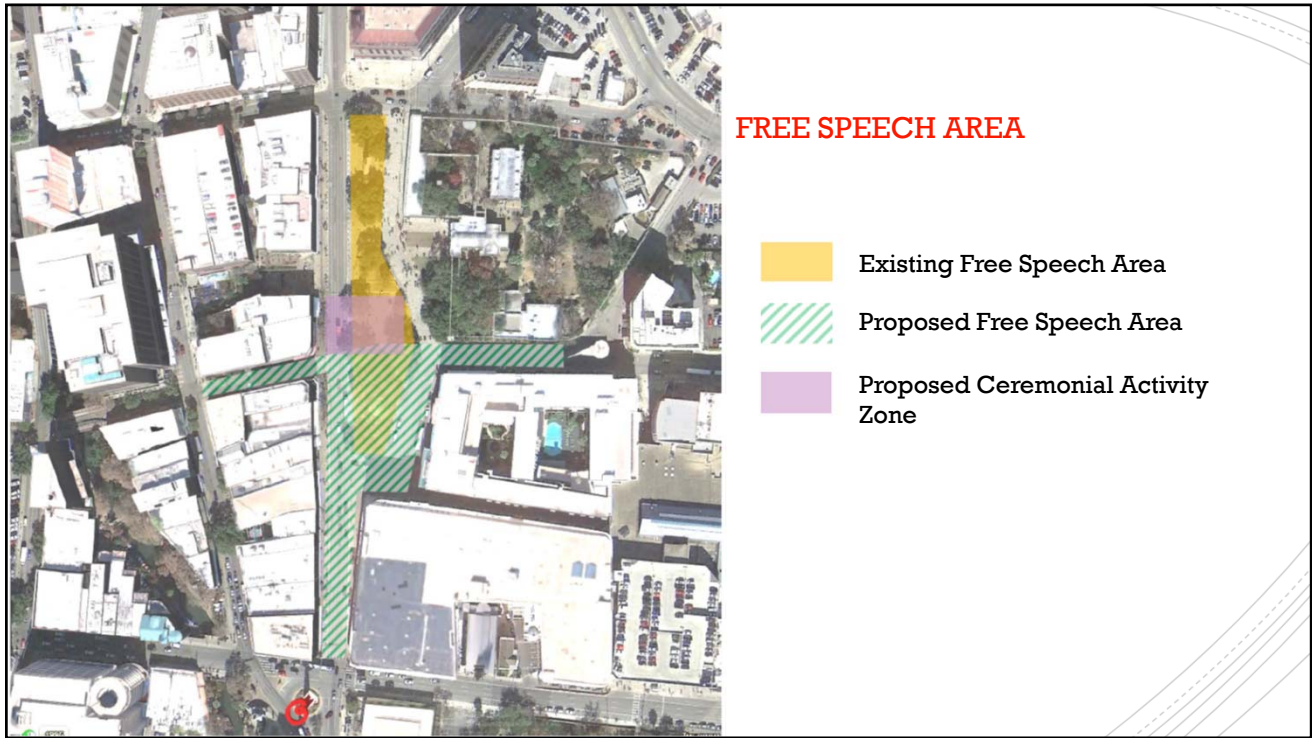 FREE SPEECH AREA
Existing Free Speech Area
Proposed Free Speech Area
Proposed Ceremonial Activity
Zone